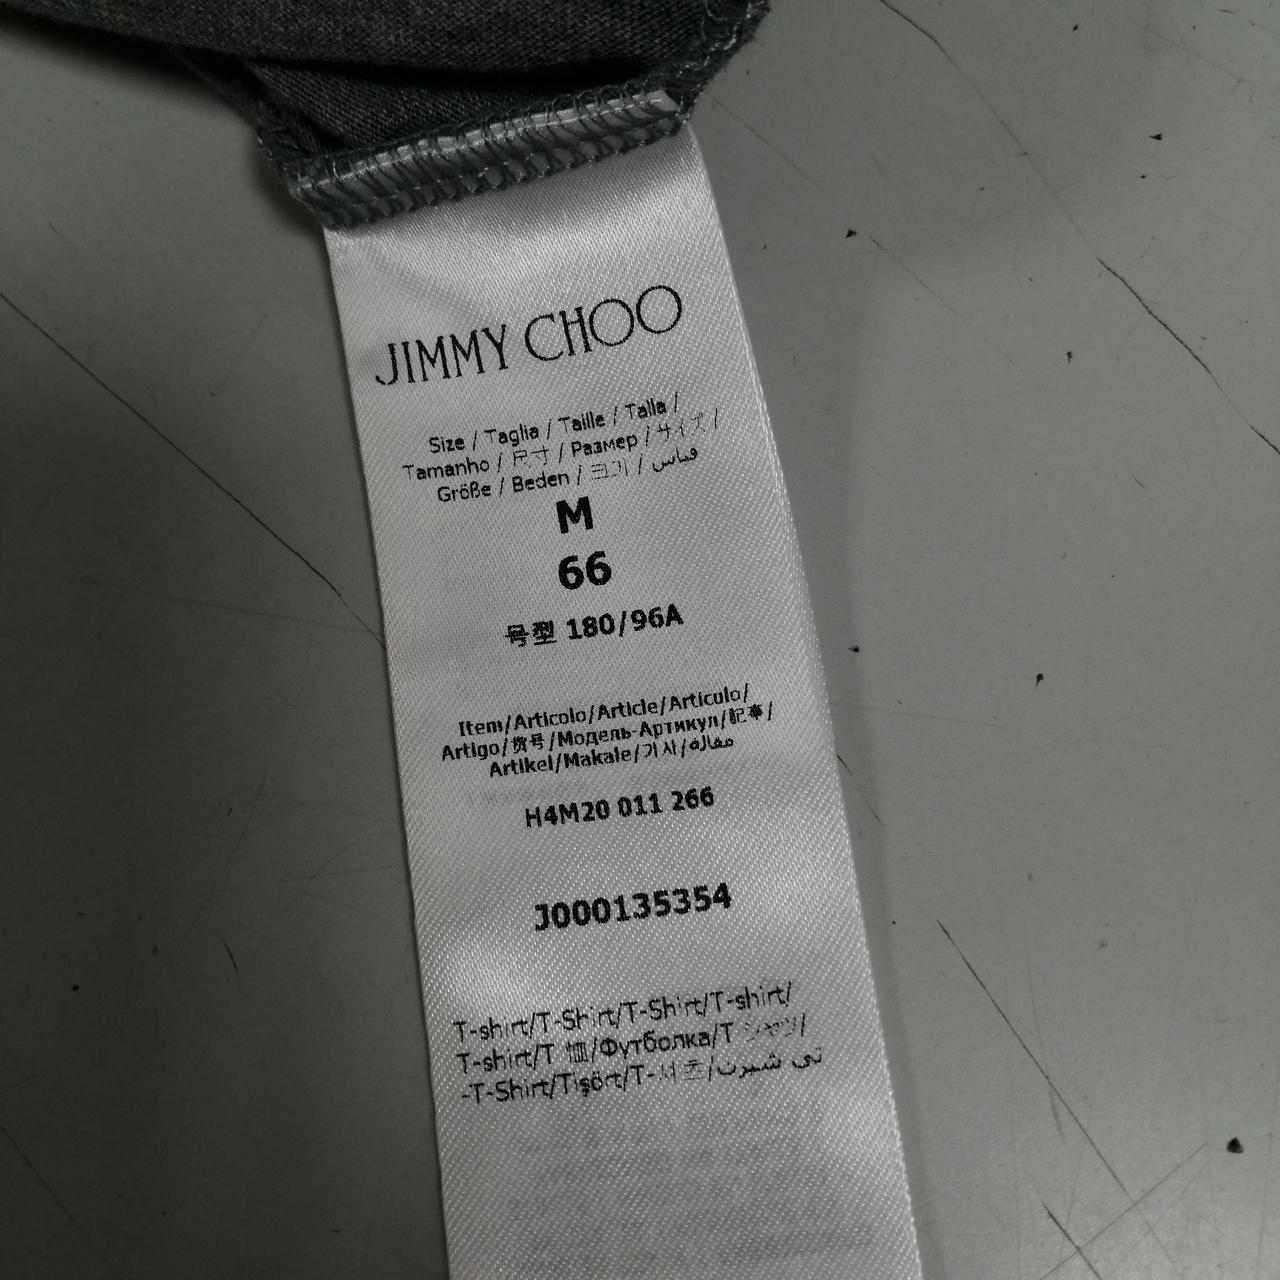 JIMMY CHOO
Size / Taglia / Taille / Talla /
Tamanho / 尺寸 / Размер / サイズ /
Größe / Beden / 크기 / قياس
M
66
号型 180/96A
Item/Articolo/Article/Articulo/
Artigo/货号/Модель-Артикул/記事/
Artikel/Makale/기사/مقالة
H4M20 011 266
J000135354
T-shirt/T-Shirt/T-Shirt/T-shirt/
T-shirt/T 恤/Футболка/T シャツ/
-T-Shirt/Tişört/T-셔츠/تي شيرت